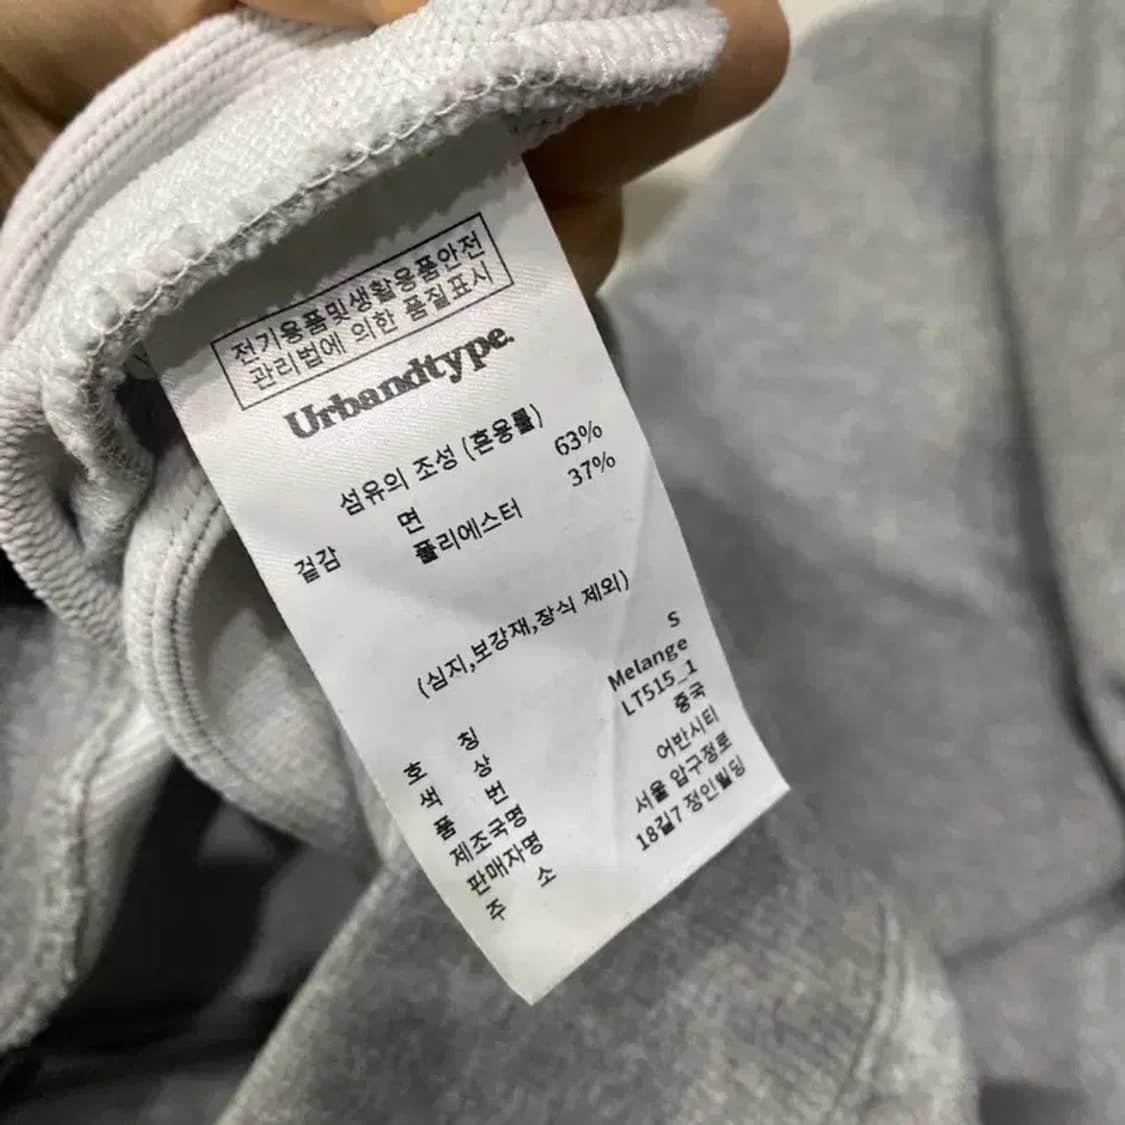 전기용품및생활용품안전
관리법에 의한 품질표시
Urbandtype.
섬유의 조성 (혼용률)
면 63%
겉감 폴리에스터 37%
(심지,보강재,장식 제외)
호 칭 S
색 상 Melange
품 번 LT515_1
제조국명 중국
판매자명 어반시티
주 소 서울 압구정로
18길7 정인빌딩